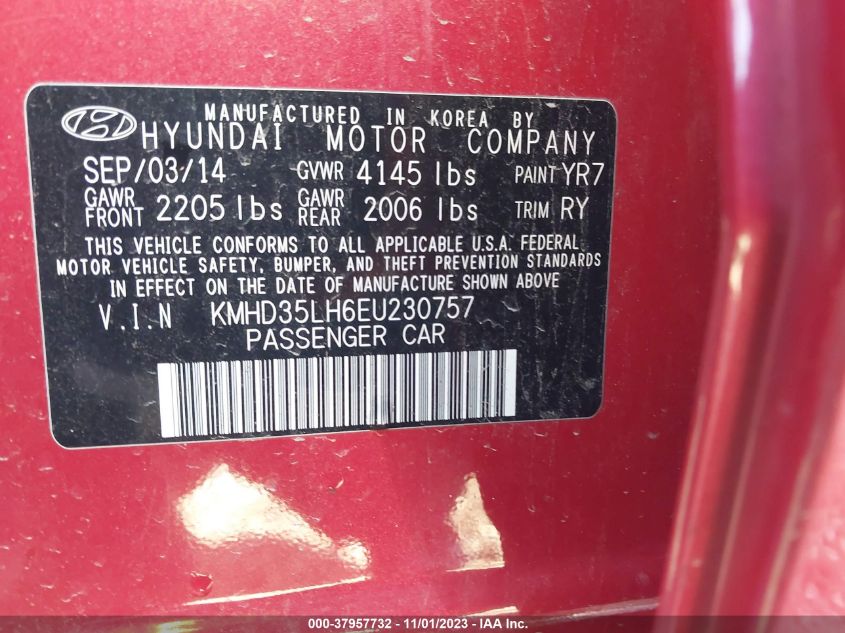 MANUFACTURED IN KOREA BY
HYUNDAI MOTOR COMPANY
SEP/03/14 GVWR 4145 lbs PAINT YR7
GAWR FRONT 2205 lbs GAWR REAR 2006 lbs TRIM RY
THIS VEHICLE CONFORMS TO ALL APPLICABLE U.S.A. FEDERAL
MOTOR VEHICLE SAFETY, BUMPER, AND THEFT PREVENTION STANDARDS
IN EFFECT ON THE DATE OF MANUFACTURE SHOWN ABOVE
V.I.N KMHD35LH6EU230757
PASSENGER CAR
000-37957732 - 11/01/2023 - IAA Inc.